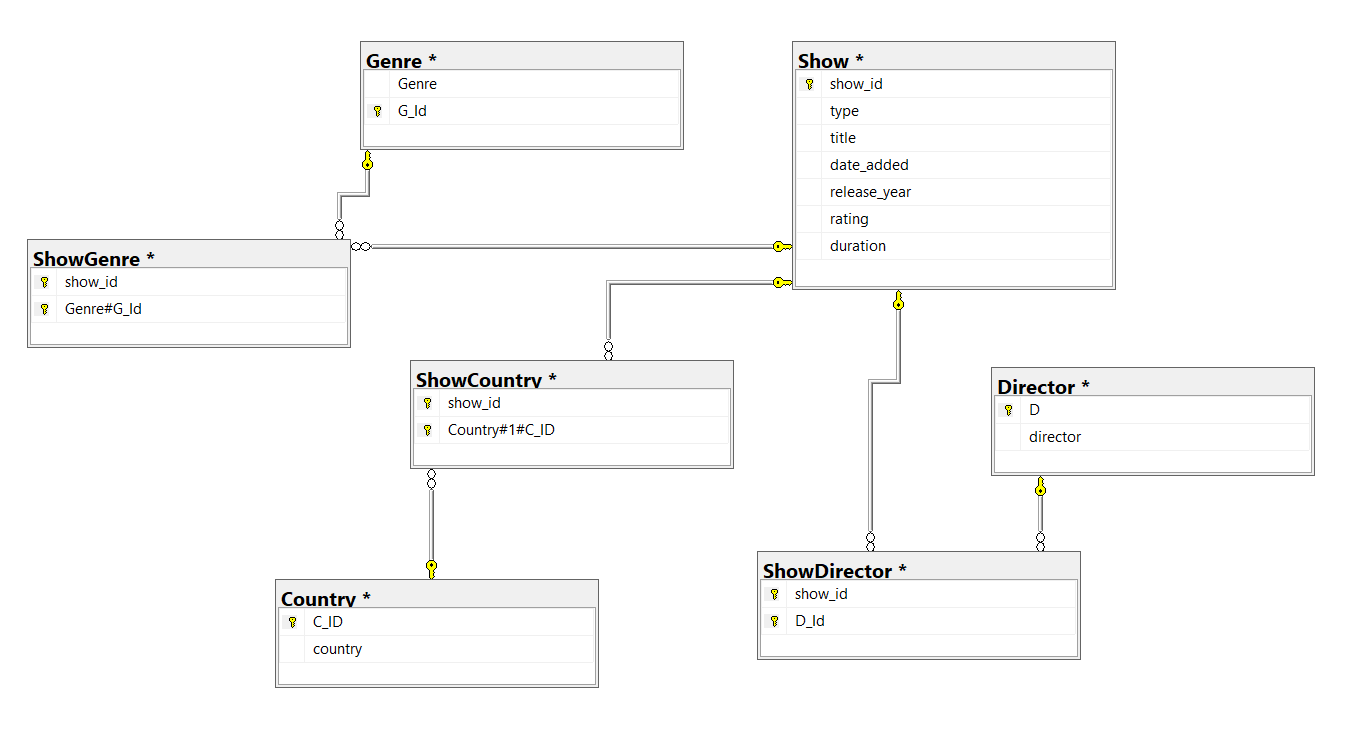 Genre *
Genre
G_Id
Show *
show_id
type
title
date_added
release_year
rating
duration
ShowGenre *
show_id
Genre#G_Id
ShowCountry *
show_id
Country#1#C_ID
Director *
D
director
ShowDirector *
show_id
D_Id
Country *
C_ID
country